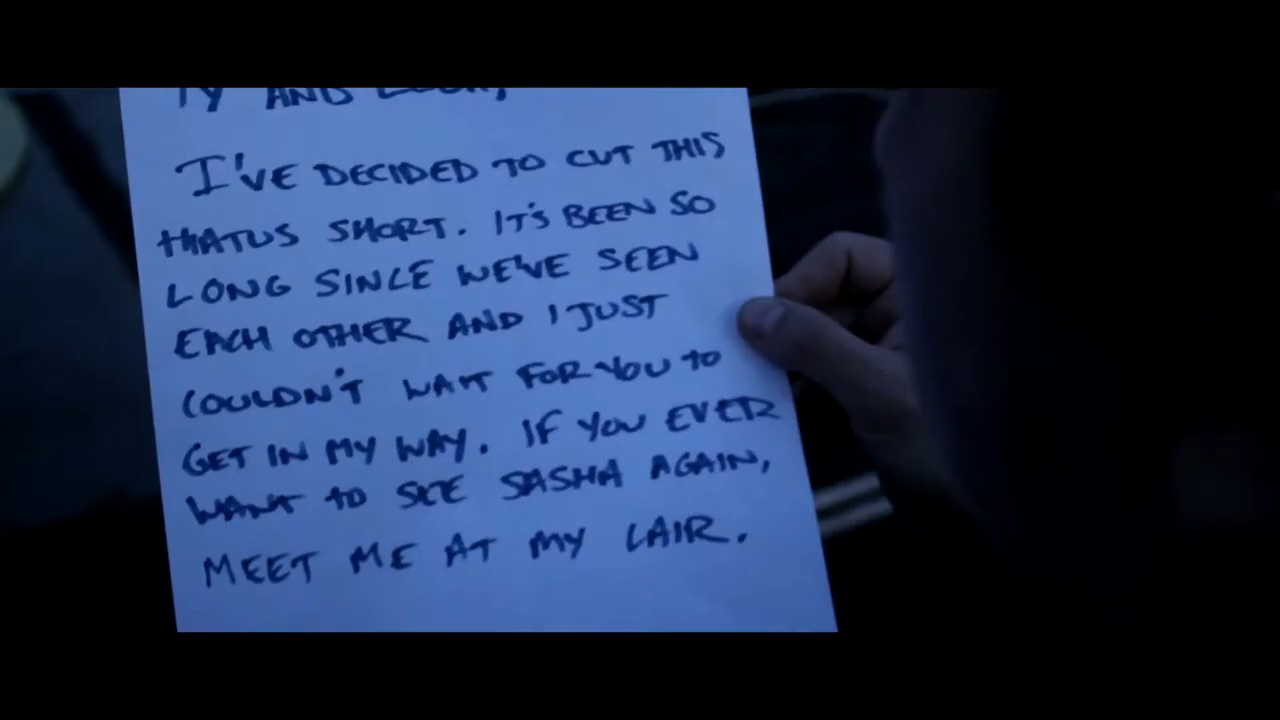 TY AND
I'VE DECIDED TO CUT THIS
HIATUS SHORT. IT'S BEEN SO
LONG SINCE WE'VE SEEN
EACH OTHER AND I JUST
COULDN'T WAIT FOR YOU TO
GET IN MY WAY. IF YOU EVER
WANT TO SEE SASHA AGAIN,
MEET ME AT MY LAIR.